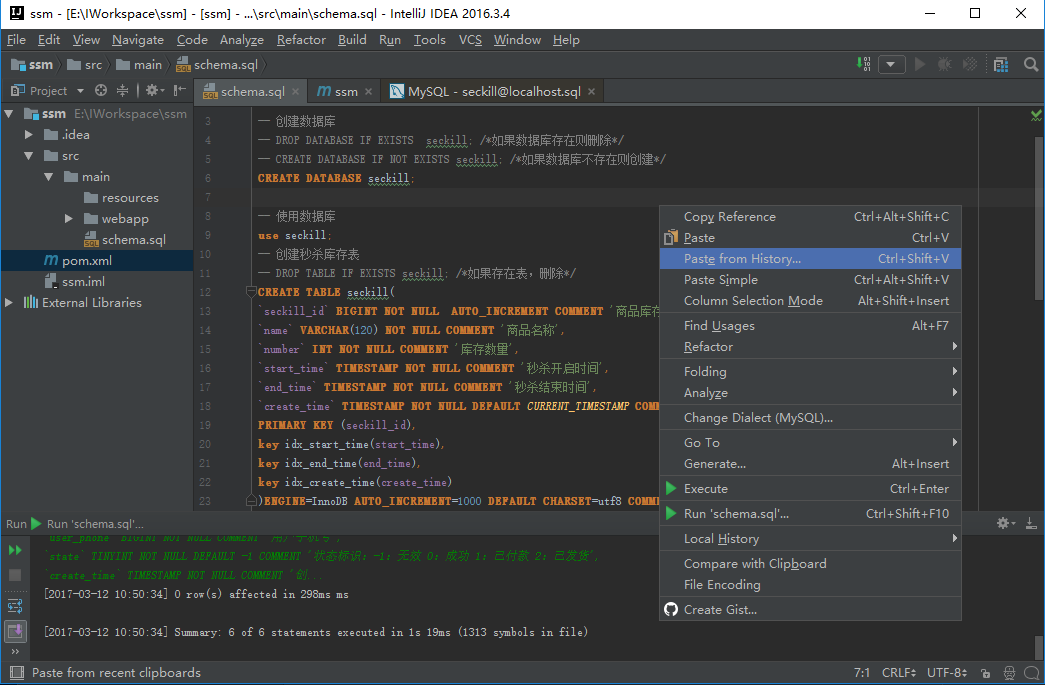 ssm - [E:\IWorkspace\ssm] - [ssm] - ...\src\main\schema.sql - IntelliJ IDEA 2016.3.4
File Edit View Navigate Code Analyze Refactor Build Run Tools VCS Window Help
ssm src main schema.sql
Project
schema.sql ssm MySQL - seckill@localhost.sql
ssm E:\IWorkspace\ssm
.idea
src
main
resources
webapp
schema.sql
pom.xml
ssm.iml
External Libraries
3 — 创建数据库
4 — DROP DATABASE IF EXISTS seckill; /*如果数据库存在则删除*/
5 — CREATE DATABASE IF NOT EXISTS seckill; /*如果数据库不存在则创建*/
6 CREATE DATABASE seckill;
7
8 — 使用数据库
9 use seckill;
10 — 创建秒杀库存表
11 — DROP TABLE IF EXISTS seckill; /*如果存在表，删除*/
12 CREATE TABLE seckill(
13 `seckill_id` BIGINT NOT NULL AUTO_INCREMENT COMMENT '商品库存
14 `name` VARCHAR(120) NOT NULL COMMENT '商品名称',
15 `number` INT NOT NULL COMMENT '库存数量',
16 `start_time` TIMESTAMP NOT NULL COMMENT '秒杀开启时间',
17 `end_time` TIMESTAMP NOT NULL COMMENT '秒杀结束时间',
18 `create_time` TIMESTAMP NOT NULL DEFAULT CURRENT_TIMESTAMP COMM
19 PRIMARY KEY (seckill_id),
20 key idx_start_time(start_time),
21 key idx_end_time(end_time),
22 key idx_create_time(create_time)
23 )ENGINE=InnoDB AUTO_INCREMENT=1000 DEFAULT CHARSET=utf8 COMME
Copy Reference Ctrl+Alt+Shift+C
Paste Ctrl+V
Paste from History... Ctrl+Shift+V
Paste Simple Ctrl+Alt+Shift+V
Column Selection Mode Alt+Shift+Insert
Find Usages Alt+F7
Refactor
Folding
Analyze
Change Dialect (MySQL)...
Go To
Generate... Alt+Insert
Execute Ctrl+Enter
Run 'schema.sql'... Ctrl+Shift+F10
Local History
Compare with Clipboard
File Encoding
Create Gist...
Run Run 'schema.sql'...
`user_phone` BIGINT NOT NULL COMMENT '用户手机号',
`state` TINYINT NOT NULL DEFAULT -1 COMMENT '状态标识：-1：无效 0：成功 1：已付款 2：已发货',
`create_time` TIMESTAMP NOT NULL COMMENT '创...
[2017-03-12 10:50:34] 0 row(s) affected in 298ms ms
[2017-03-12 10:50:34] Summary: 6 of 6 statements executed in 1s 19ms (1313 symbols in file)
Paste from recent clipboards 7:1 CRLF UTF-8